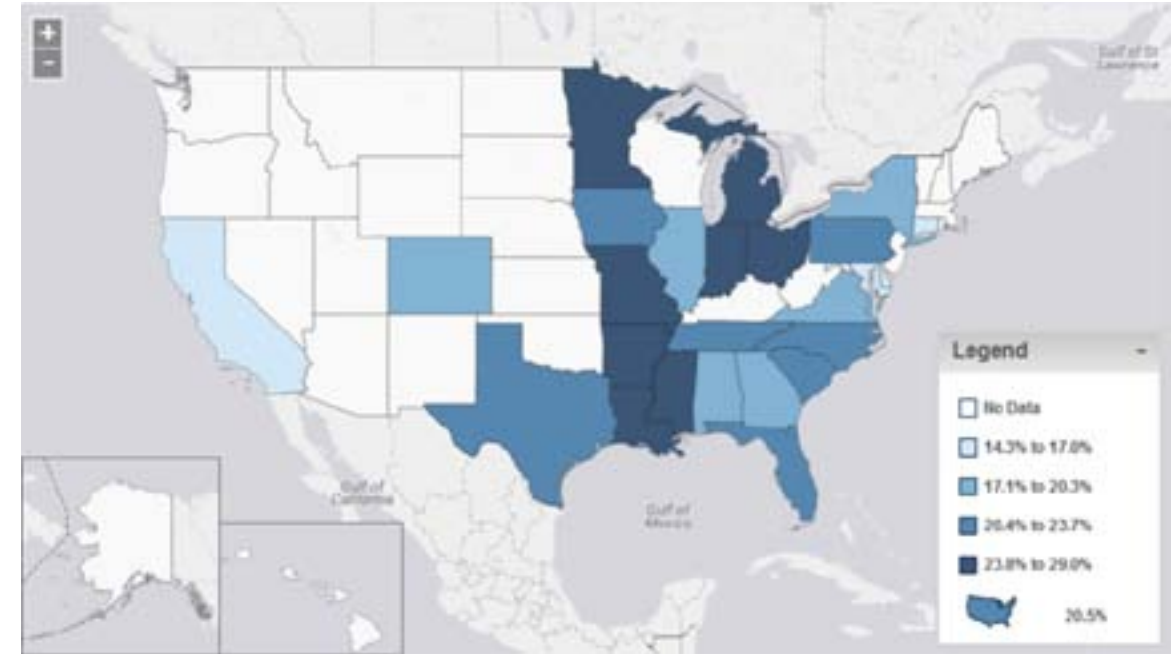 +
-
Gulf of St
Lawrence
Gulf of
California
Gulf of
Mexico
Legend -
No Data
14.3% to 17.0%
17.1% to 20.3%
20.4% to 23.7%
23.8% to 29.0%
20.5%